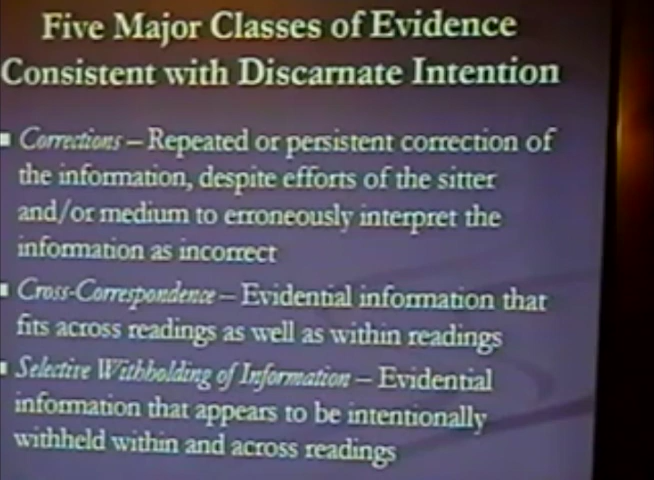 Five Major Classes of Evidence
Consistent with Discarnate Intention
Corrections – Repeated or persistent correction of
the information, despite efforts of the sitter
and/or medium to erroneously interpret the
information as incorrect
Cross-Correspondence – Evidential information that
fits across readings as well as within readings
Selective Withholding of Information – Evidential
information that appears to be intentionally
withheld within and across readings